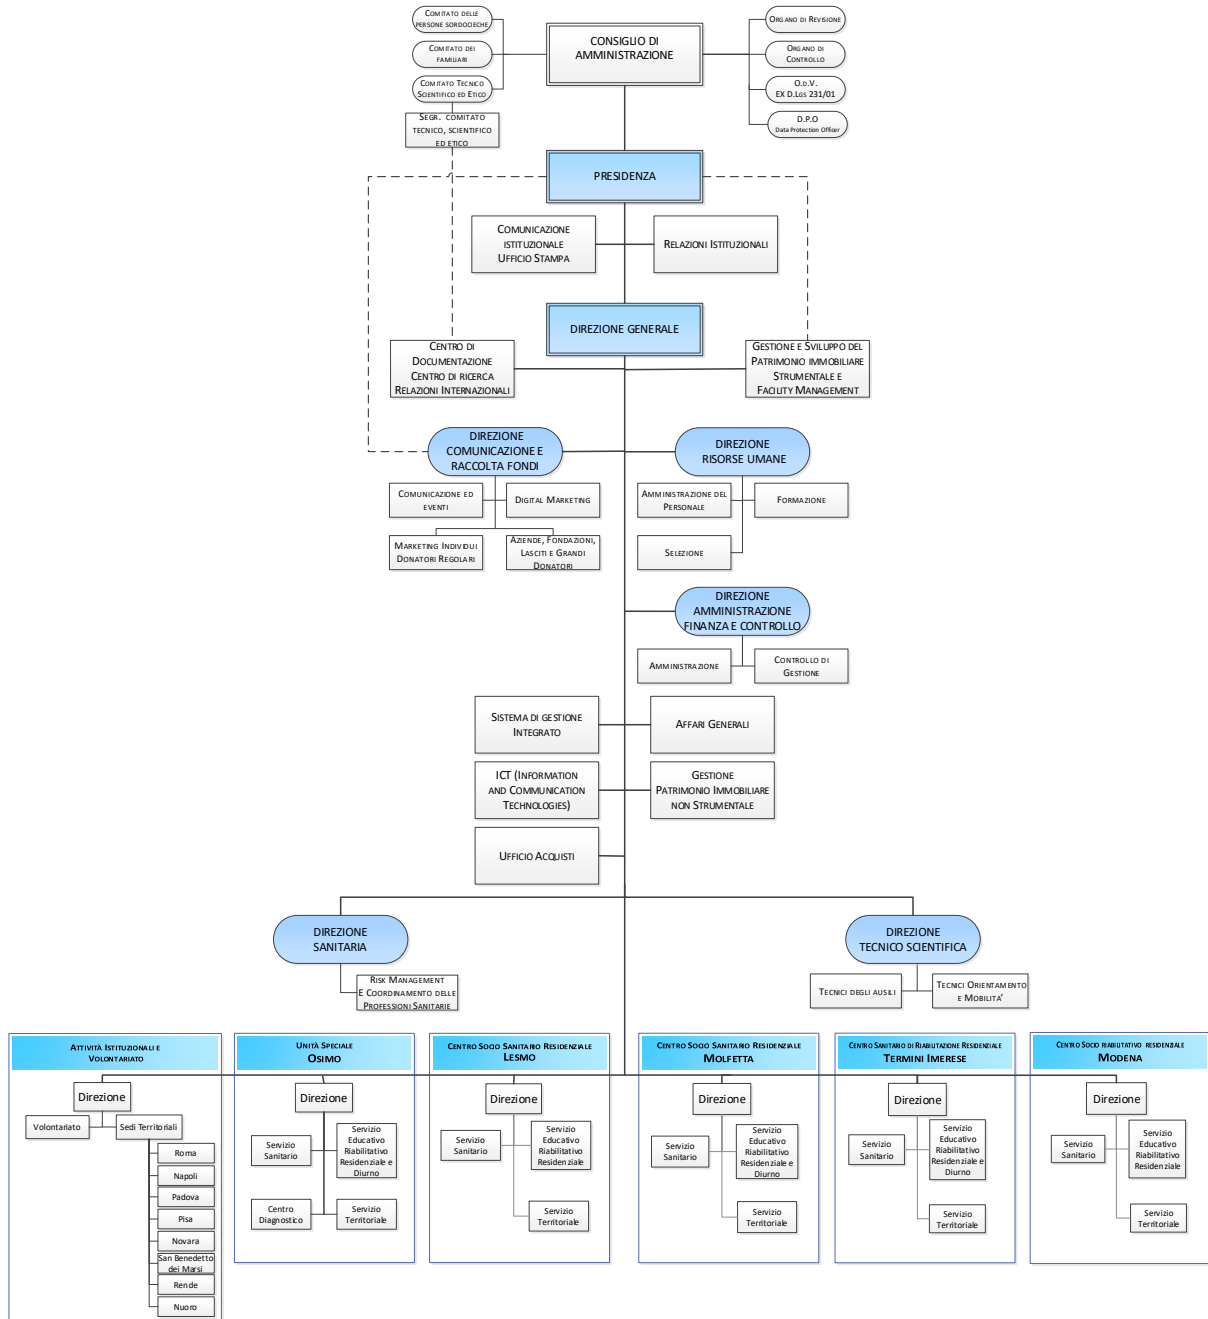 COMITATO DELLE
PERSONE SORDOCIECHE
COMITATO DEI
FAMILIARI
COMITATO TECNICO
SCIENTIFICO ED ETICO
SEGR. COMITATO
TECNICO, SCIENTIFICO
ED ETICO
CONSIGLIO DI
AMMINISTRAZIONE
ORGANO DI REVISIONE
ORGANO DI
CONTROLLO
O.D.V.
EX D.LGS 231/01
D.P.O
Data Protection Officer
PRESIDENZA
COMUNICAZIONE
ISTITUZIONALE
UFFICIO STAMPA
RELAZIONI ISTITUZIONALI
DIREZIONE GENERALE
CENTRO DI
DOCUMENTAZIONE
CENTRO DI RICERCA
RELAZIONI INTERNAZIONALI
GESTIONE E SVILUPPO DEL
PATRIMONIO IMMOBILIARE
STRUMENTALE E
FACILITY MANAGEMENT
DIREZIONE
COMUNICAZIONE E
RACCOLTA FONDI
COMUNICAZIONE ED
EVENTI
DIGITAL MARKETING
MARKETING INDIVIDUI
DONATORI REGOLARI
AZIENDE, FONDAZIONI,
LASCITI E GRANDI
DONATORI
DIREZIONE
RISORSE UMANE
AMMINISTRAZIONE DEL
PERSONALE
FORMAZIONE
SELEZIONE
DIREZIONE
AMMINISTRAZIONE
FINANZA E CONTROLLO
AMMINISTRAZIONE
CONTROLLO DI
GESTIONE
SISTEMA DI GESTIONE
INTEGRATO
AFFARI GENERALI
ICT (INFORMATION
AND COMMUNICATION
TECHNOLOGIES)
GESTIONE
PATRIMONIO IMMOBILIARE
NON STRUMENTALE
UFFICIO ACQUISTI
DIREZIONE
SANITARIA
RISK MANAGEMENT
E COORDINAMENTO DELLE
PROFESSIONI SANITARIE
DIREZIONE
TECNICO SCIENTIFICA
TECNICI DEGLI AUSILI
TECNICI ORIENTAMENTO
E MOBILITA'
ATTIVITÀ ISTITUZIONALI E
VOLONTARIATO
Direzione
Volontariato
Sedi Territoriali
Roma
Napoli
Padova
Pisa
Novara
San Benedetto
dei Marsi
Rende
Nuoro
UNITÀ SPECIALE
OSIMO
Direzione
Servizio
Sanitario
Servizio
Educativo
Riabilitativo
Residenziale e
Diurno
Centro
Diagnostico
Servizio
Territoriale
CENTRO SOCIO SANITARIO RESIDENZIALE
LESMO
Direzione
Servizio
Sanitario
Servizio
Educativo
Riabilitativo
Residenziale
Servizio
Territoriale
CENTRO SOCIO SANITARIO RESIDENZIALE
MOLFETTA
Direzione
Servizio
Sanitario
Servizio
Educativo
Riabilitativo
Residenziale e
Diurno
Servizio
Territoriale
CENTRO SANITARIO DI RIABILITAZIONE RESIDENZIALE
TERMINI IMERESE
Direzione
Servizio
Sanitario
Servizio
Educativo
Riabilitativo
Residenziale e
Diurno
Servizio
Territoriale
CENTRO SOCIO RIABILITATIVO RESIDENZIALE
MODENA
Direzione
Servizio
Sanitario
Servizio
Educativo
Riabilitativo
Residenziale
Servizio
Territoriale